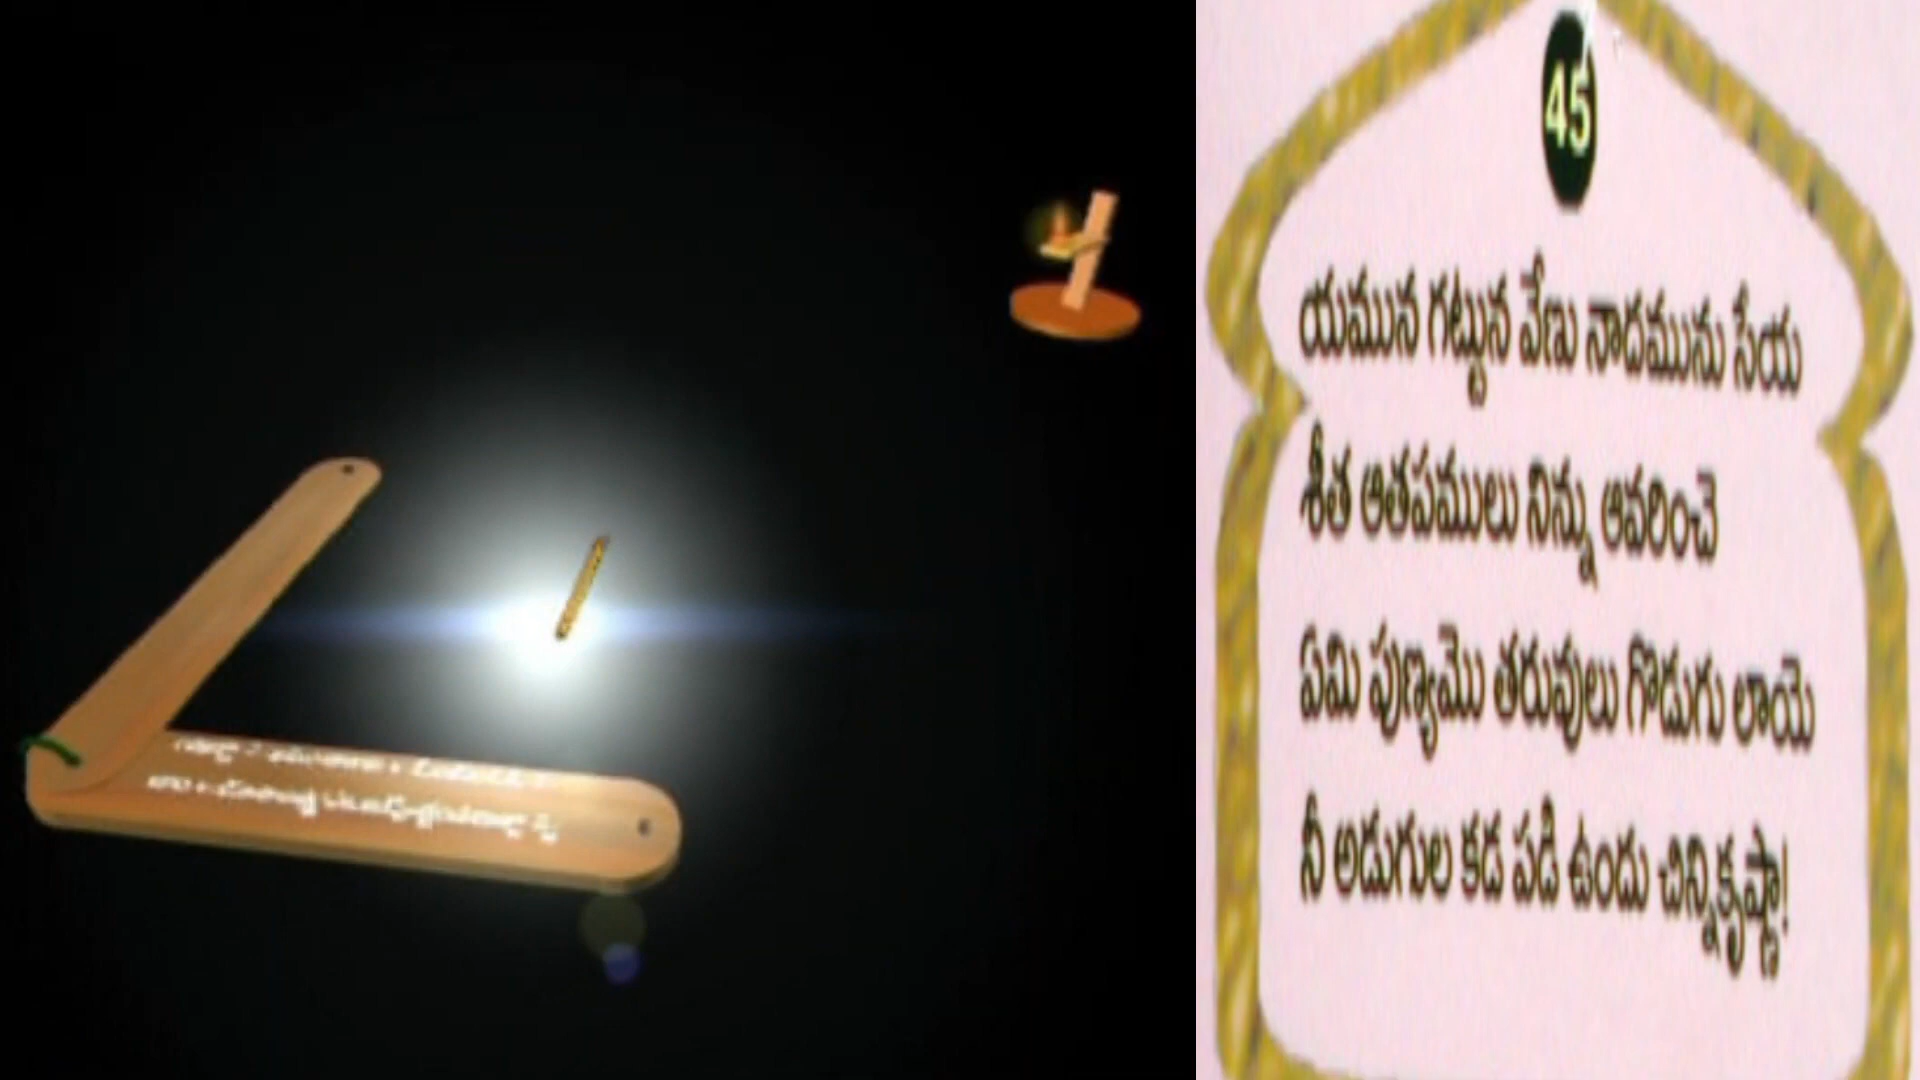 45
యమున గట్టున వేణు నాదమును సేయ
శీత ఆతపములు నిన్ను ఆవరించె
ఏమి పుణ్యమొ తరువులు గొడుగు లాయె
నీ అడుగుల కడ పడి ఉందు చిన్నికృష్ణా!